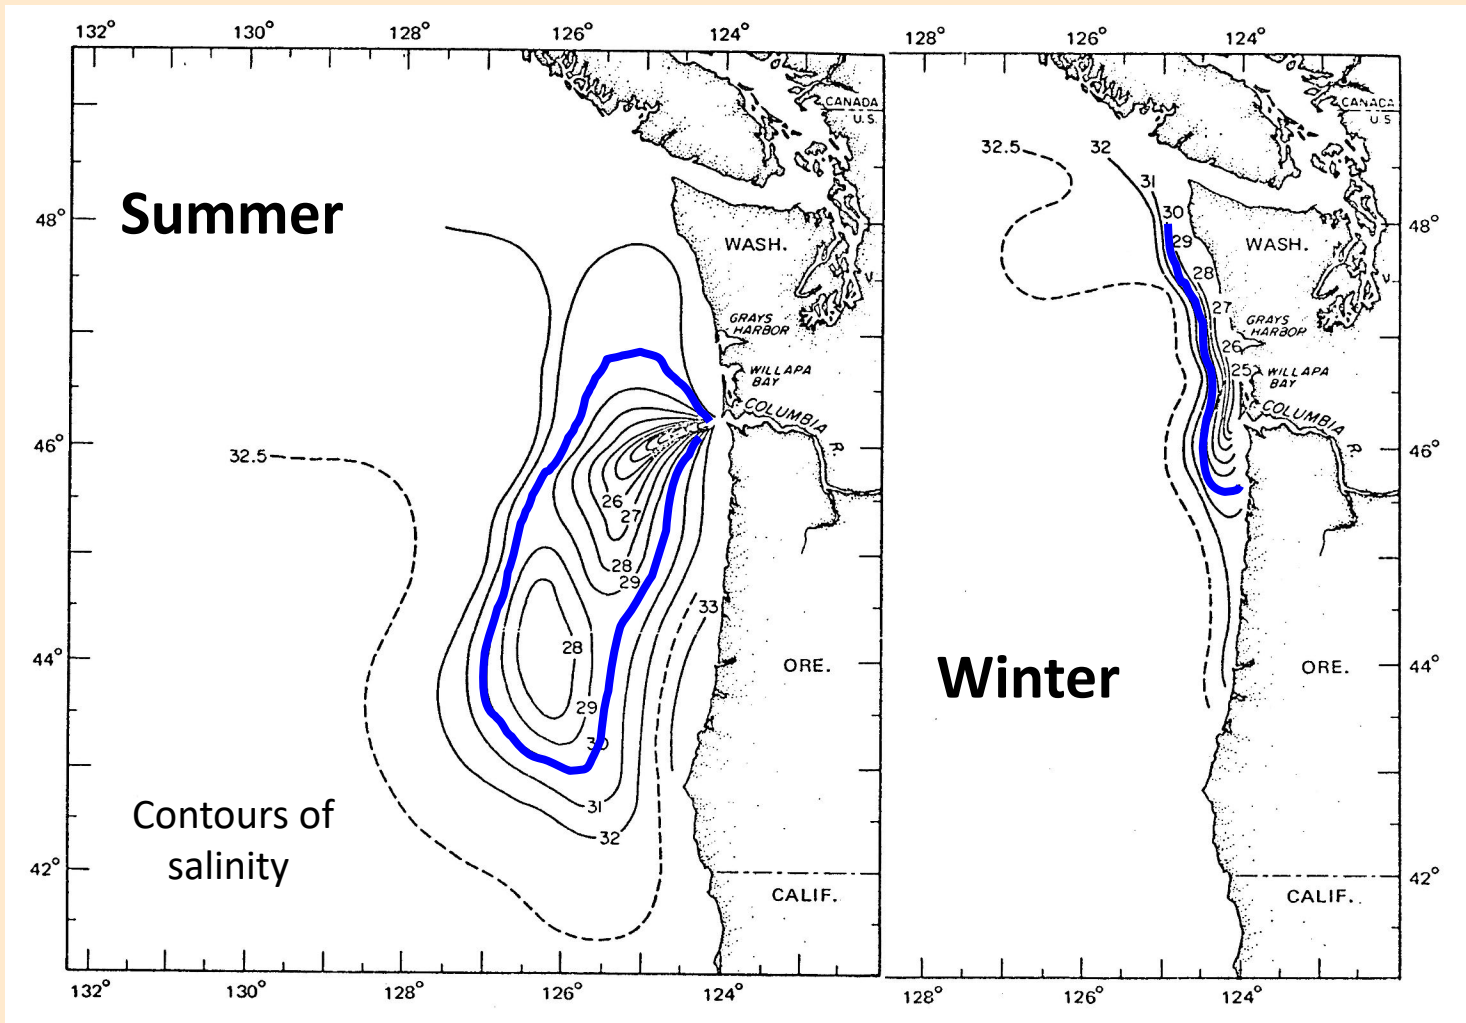 132° 130° 128° 126° 124°
128° 126° 124°
CANADA
U.S.
CANADA
U.S
32.5
32
31
30
29
28
27
26
25
48°
Summer
WASH.
WASH.
48°
GRAYS
HARBOR
GRAYS
HARBOR
WILLAPA
BAY
WILLAPA
BAY
COLUMBIA R.
COLUMBIA R.
46°
46°
32.5
26
27
28
29
33
28
29
30
31
32
44°
ORE.
Winter
ORE.
44°
Contours of
salinity
42°
CALIF.
CALIF.
42°
132° 130° 128° 126° 124°
128° 126° 124°